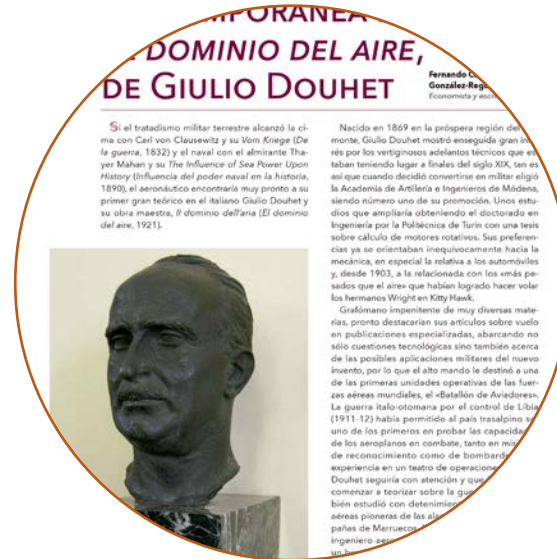 DOMINIO DEL AIRE,
DE GIULIO DOUHET
Fernando
Economista y
Si el tratadismo militar terrestre alcanzó la ci-
ma con Carl von Clausewitz y su Vom Kriege (De
la guerra, 1832) y el naval con el almirante Tha-
yer Mahan y su The Influence of Sea Power Upon
History (Influencia del poder naval en la historia,
1890), el aeronáutico encontraría muy pronto a su
primer gran teórico en el italiano Giulio Douhet y
su obra maestra, Il dominio dell'aria (El dominio
del aire, 1921).
Nacido en 1869 en la próspera región del
monte, Giulio Douhet mostró enseguida gran
rés por los vertiginosos adelantos técnicos que
taban teniendo lugar a finales del siglo XIX, tan es
así que cuando decidió convertirse en militar eligió
la Academia de Artillería e Ingenieros de Módena,
siendo número uno de su promoción. Unos estu-
dios que ampliaría obteniendo el doctorado en
Ingeniería por la Politécnica de Turín con una tesis
sobre cálculo de motores rotativos. Sus preferen-
cias ya se orientaban inequívocamente hacia la
mecánica, en especial la relativa a los automóviles
y, desde 1903, a la relacionada con los «más pe-
sados que el aire» que habían logrado hacer volar
los hermanos Wright en Kitty Hawk.
Grafómano impenitente de muy diversas mate-
rias, pronto destacarían sus artículos sobre vuelo
en publicaciones especializadas, abarcando no
sólo cuestiones tecnológicas sino también acerca
de las posibles aplicaciones militares del nuevo
invento, por lo que el alto mando le destinó a una
de las primeras unidades operativas de las fuer-
zas aéreas mundiales, el «Batallón de Aviadores».
La guerra ítalo-otomana por el control de Libia
(1911-12) había permitido al país trasalpino
uno de los primeros en probar las
de los aeroplanos en combate, tanto en
de reconocimiento como de
experiencia en un teatro de
Douhet seguiría con atención y
comenzar a teorizar sobre la
bién estudió con
aéreas pioneras de las
pañas de Marruecos
ingeniero
un